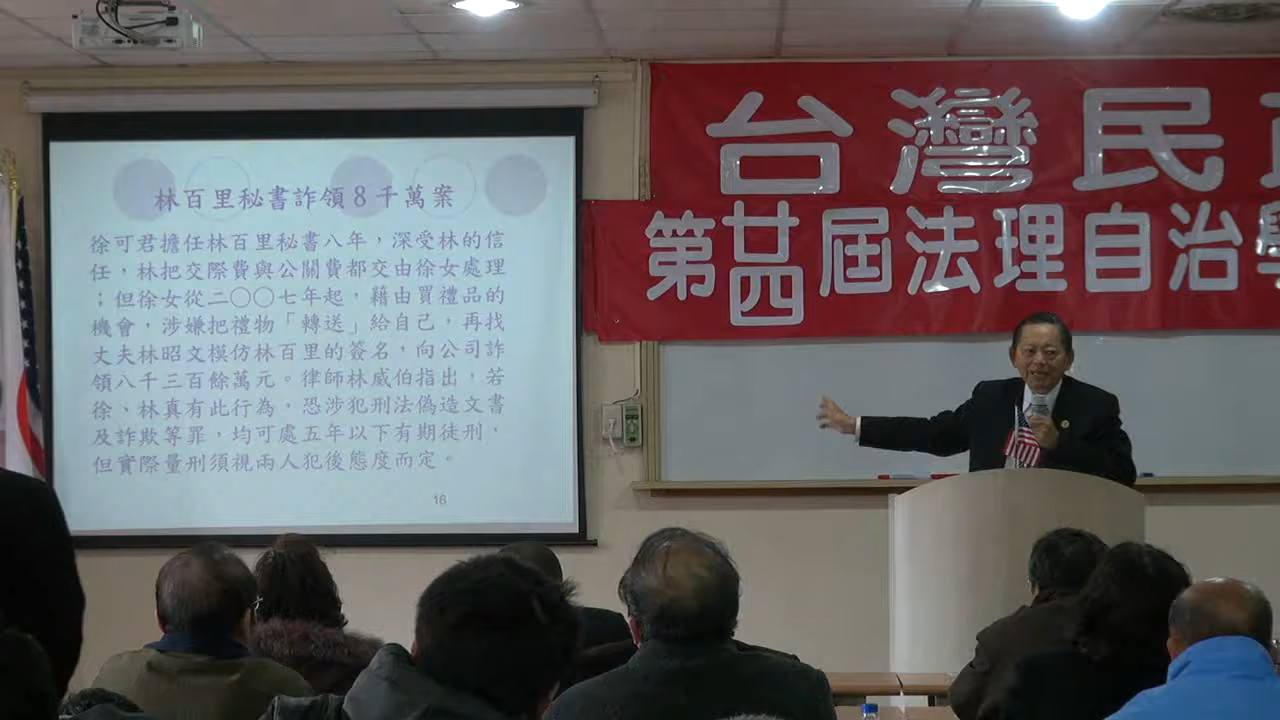 林百里秘書詐領8千萬案
徐可君擔任林百里秘書八年，深受林的信
任，林把交際費與公關費都交由徐女處理
；但徐女從二〇〇七年起，藉由買禮品的
機會，涉嫌把禮物「轉送」給自己，再找
丈夫林昭文模仿林百里的簽名，向公司詐
領八千三百餘萬元。律師林威伯指出，若
徐、林真有此行為，恐涉犯刑法偽造文書
及詐欺等罪，均可處五年以下有期徒刑，
但實際量刑須視兩人犯後態度而定。
16
台灣民
第廿四屆法理自治學